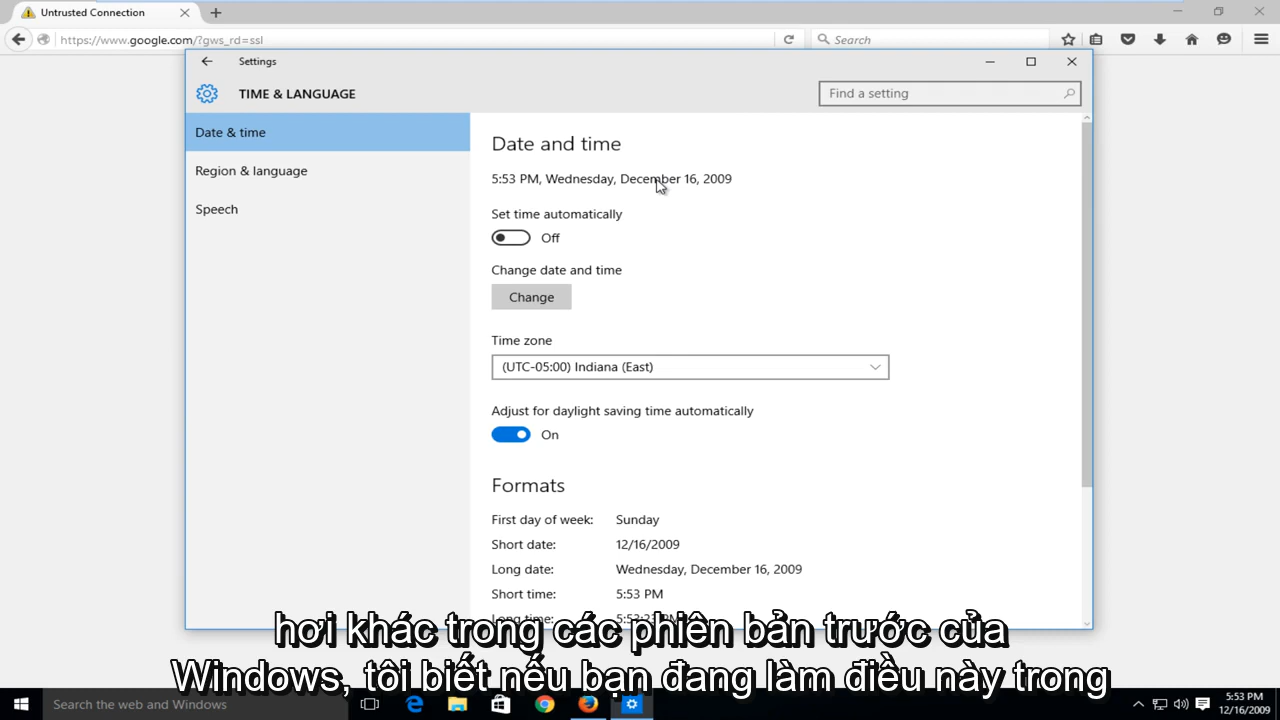 Untrusted Connection
https://www.google.com/?gws_rd=ssl
Search
Settings
TIME & LANGUAGE
Find a setting
Date & time
Region & language
Speech
Date and time
5:53 PM, Wednesday, December 16, 2009
Set time automatically
Off
Change date and time
Change
Time zone
(UTC-05:00) Indiana (East)
Adjust for daylight saving time automatically
On
Formats
First day of week: Sunday
Short date: 12/16/2009
Long date: Wednesday, December 16, 2009
Short time: 5:53 PM
Long time:
hơi khác trong các phiên bản trước của
Windows, tôi biết nếu bạn đang làm điều này trong
Search the web and Windows
5:53 PM
12/16/2009